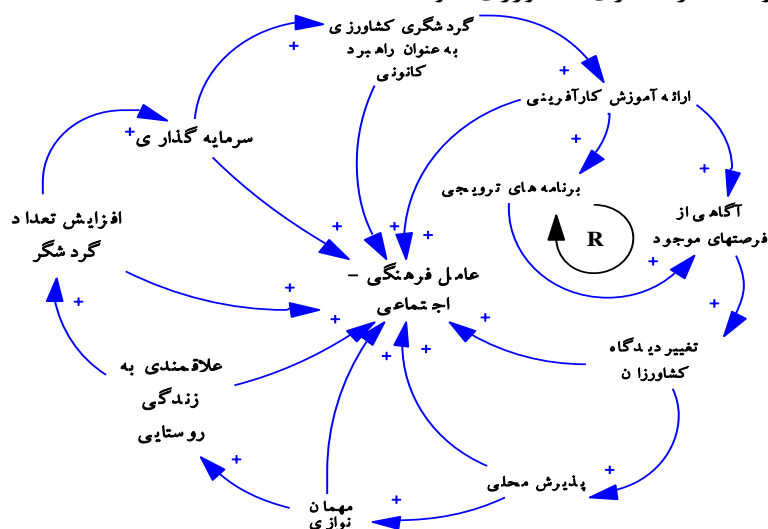 گردشگری کشاورزی
به عنوان راهبرد
کانونی
ارائه آموزش کارآفرینی
سرمایه گذاری
برنامه های ترویجی
آگاهی از
فرصتهای موجود
R
افزایش تعداد
گردشگر
عامل فرهنگی –
اجتماعی
تغییر دیدگاه
کشاورزان
علاقمندی به
زندگی
روستایی
پذیرش محلی
مهمان
نوازی